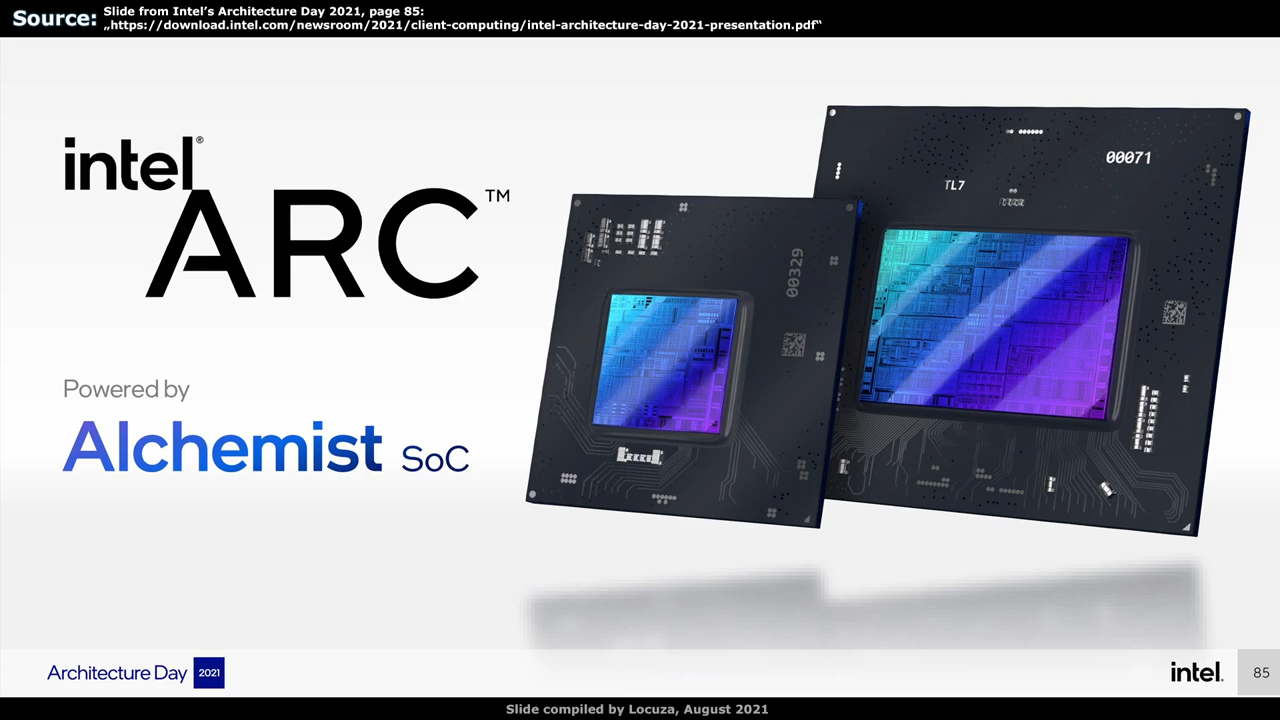 Source:
Slide from Intel’s Architecture Day 2021, page 85:
„https://download.intel.com/newsroom/2021/client-computing/intel-architecture-day-2021-presentation.pdf“
intel®
ARC™
Powered by
Alchemist SoC
00329
00071
TL7
Architecture Day 2021
intel.
85
Slide compiled by Locuza, August 2021